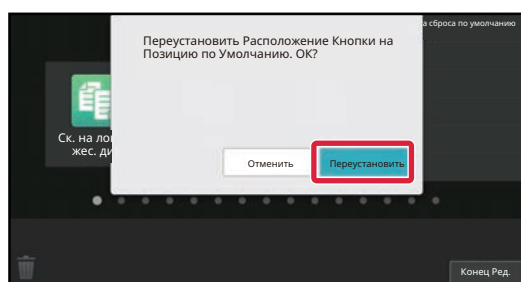 а сброса по умолчанию
Переустановить Расположение Кнопки на
Позицию по Умолчанию. ОК?
Ск. на ло
жес. ди
Отменить
Переустановить
Конец Ред.